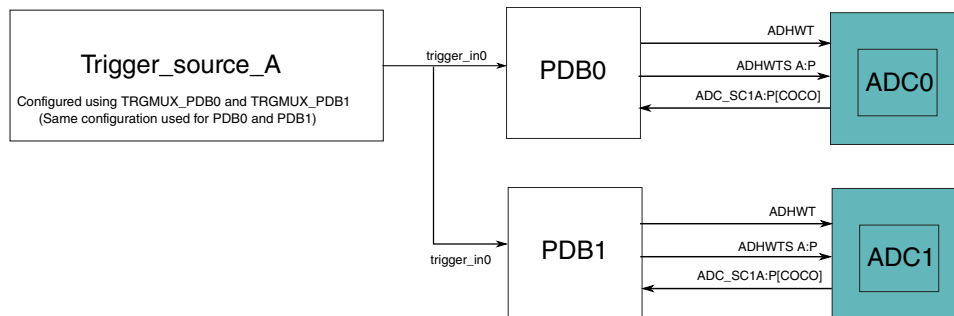 Trigger_source_A
Configured using TRGMUX_PDB0 and TRGMUX_PDB1
(Same configuration used for PDB0 and PDB1)
trigger_in0
PDB0
ADHWT
ADHWTS A:P
ADC_SC1A:P[COCO]
ADC0
trigger_in0
PDB1
ADHWT
ADHWTS A:P
ADC_SC1A:P[COCO]
ADC1